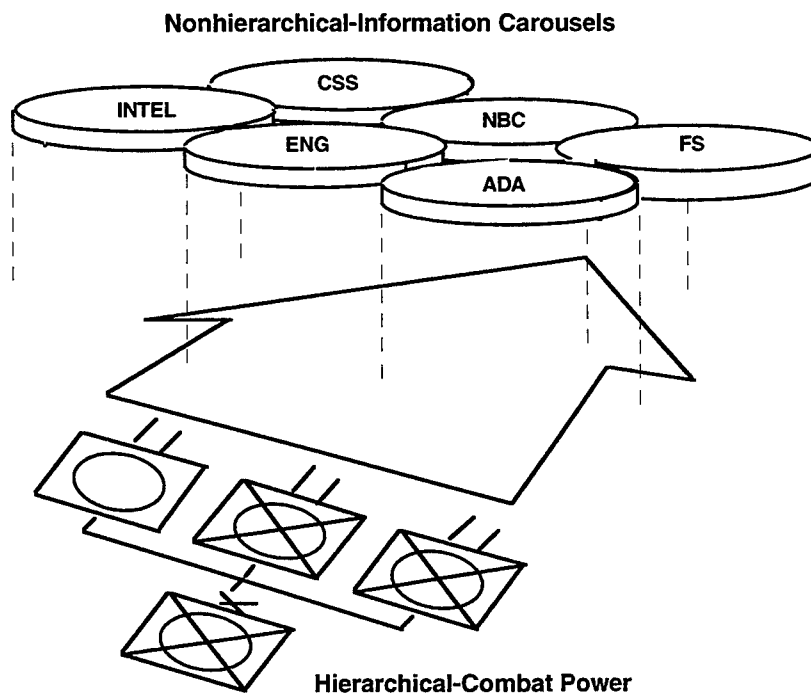 Nonhierarchical-Information Carousels
CSS
INTEL
NBC
ENG
FS
ADA
Hierarchical-Combat Power